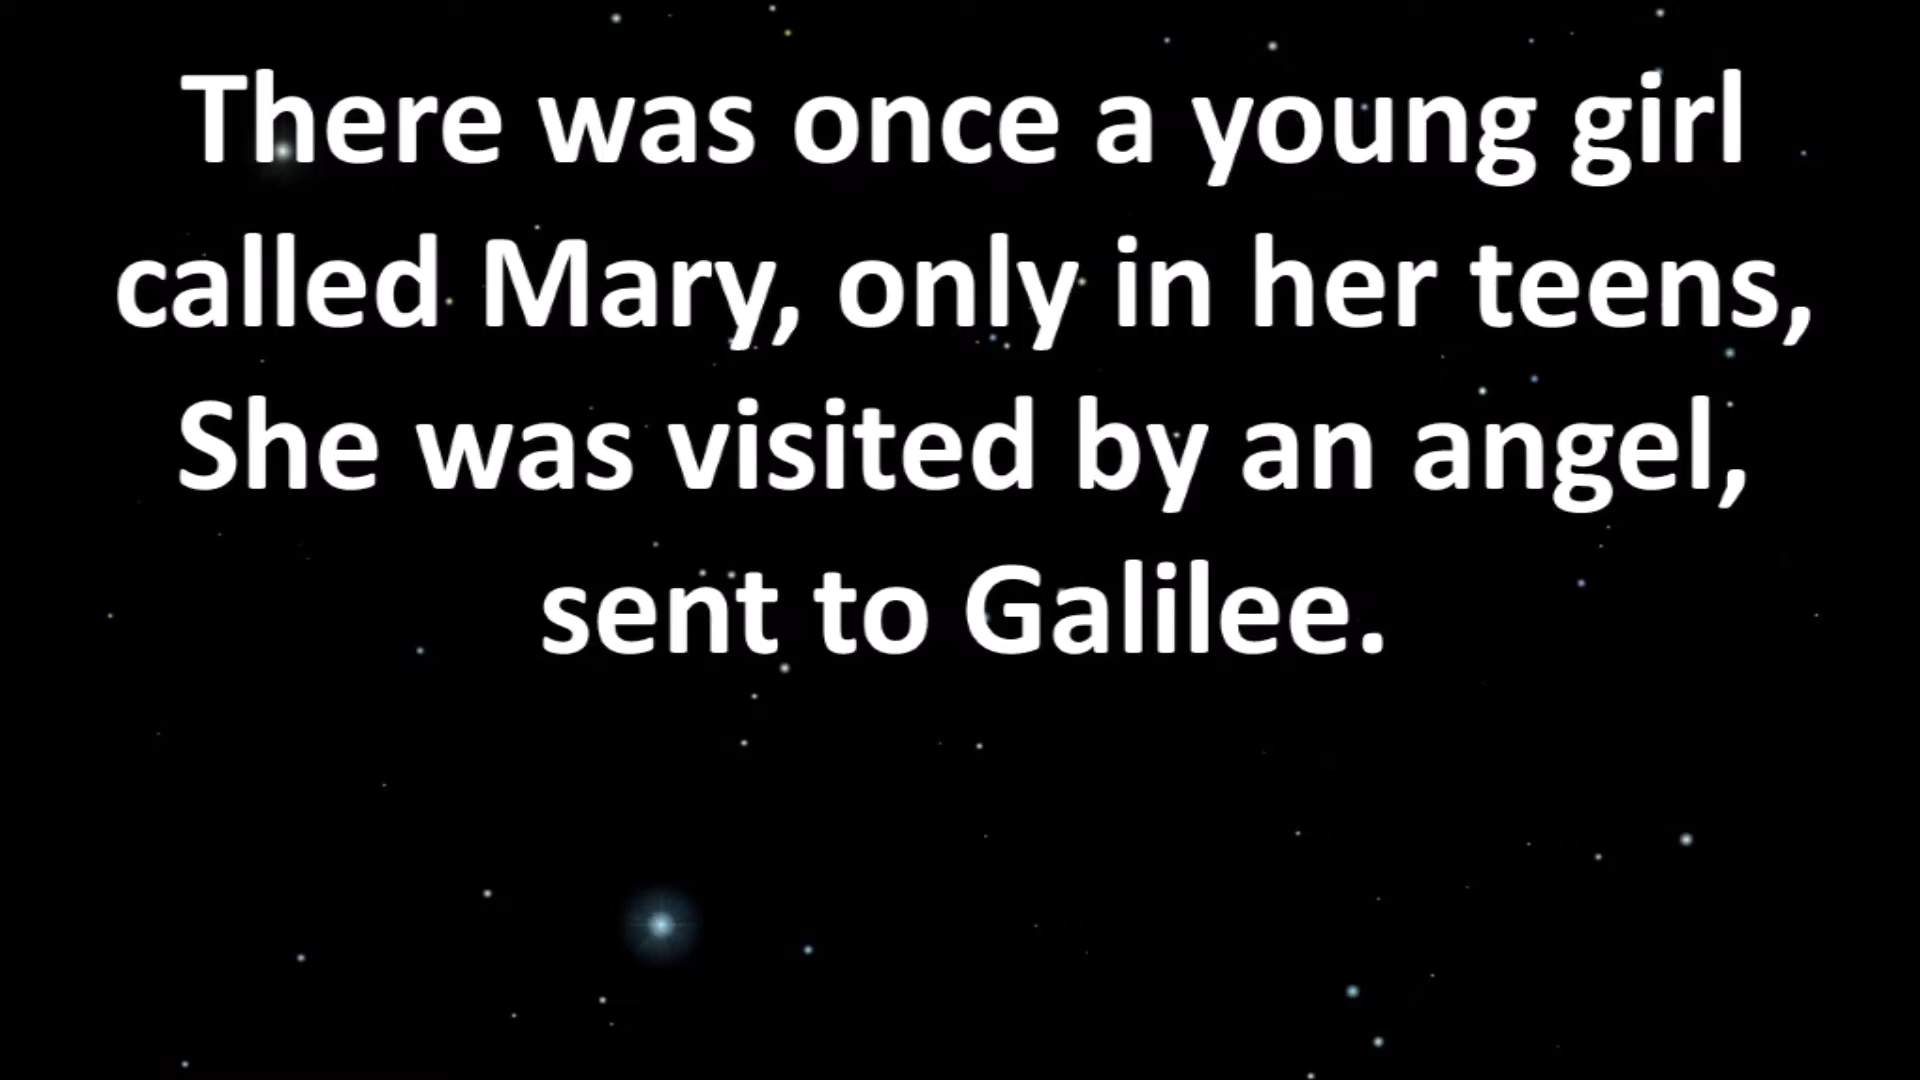 There was once a young girl
called Mary, only in her teens,
She was visited by an angel,
sent to Galilee.